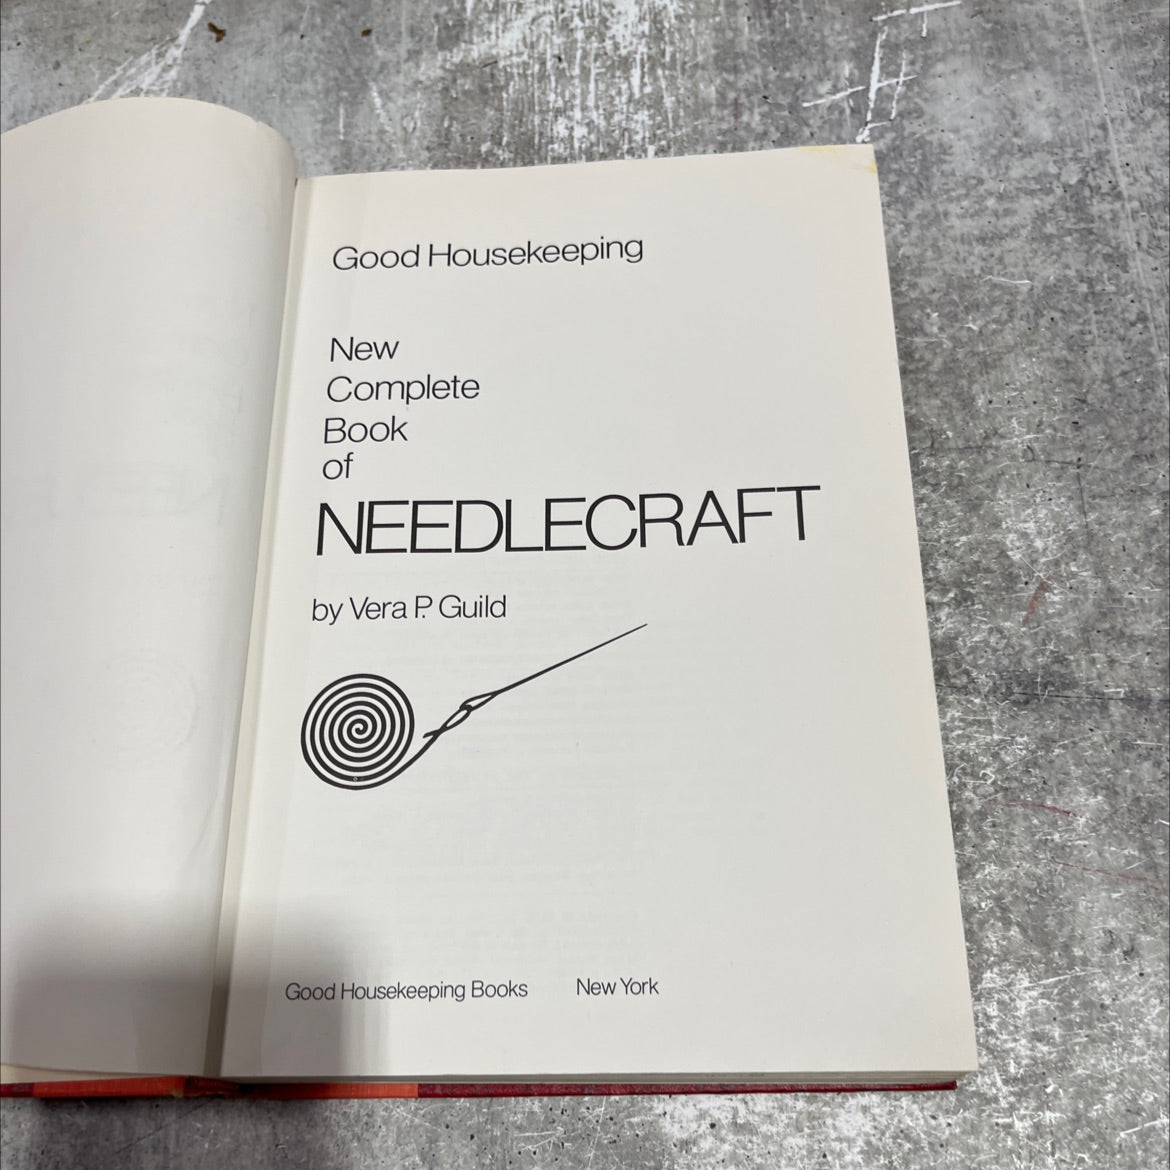 Good Housekeeping
New
Complete
Book
of
NEEDLECRAFT
by Vera P. Guild
Good Housekeeping Books New York